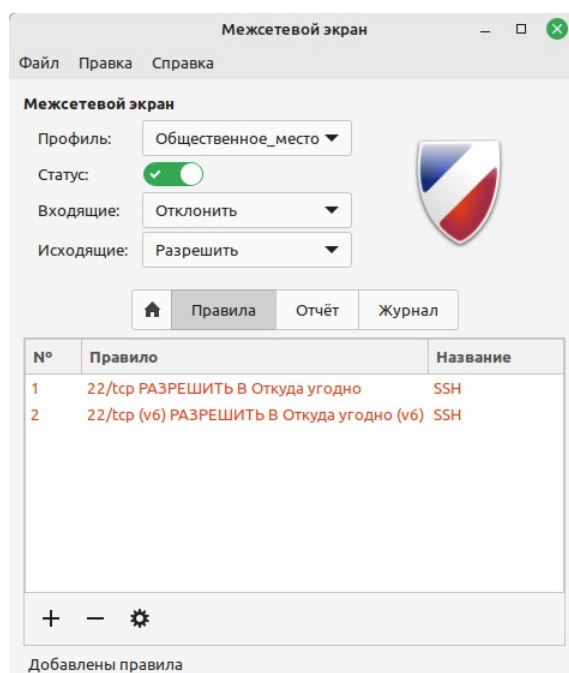 Межсетевой экран
Файл Правка Справка
Межсетевой экран
Профиль: Общественное_место
Статус:
Входящие: Отклонить
Исходящие: Разрешить
Правила Отчёт Журнал
Nº Правило Название
1 22/tcp РАЗРЕШИТЬ В Откуда угодно SSH
2 22/tcp (v6) РАЗРЕШИТЬ В Откуда угодно (v6) SSH
Добавлены правила